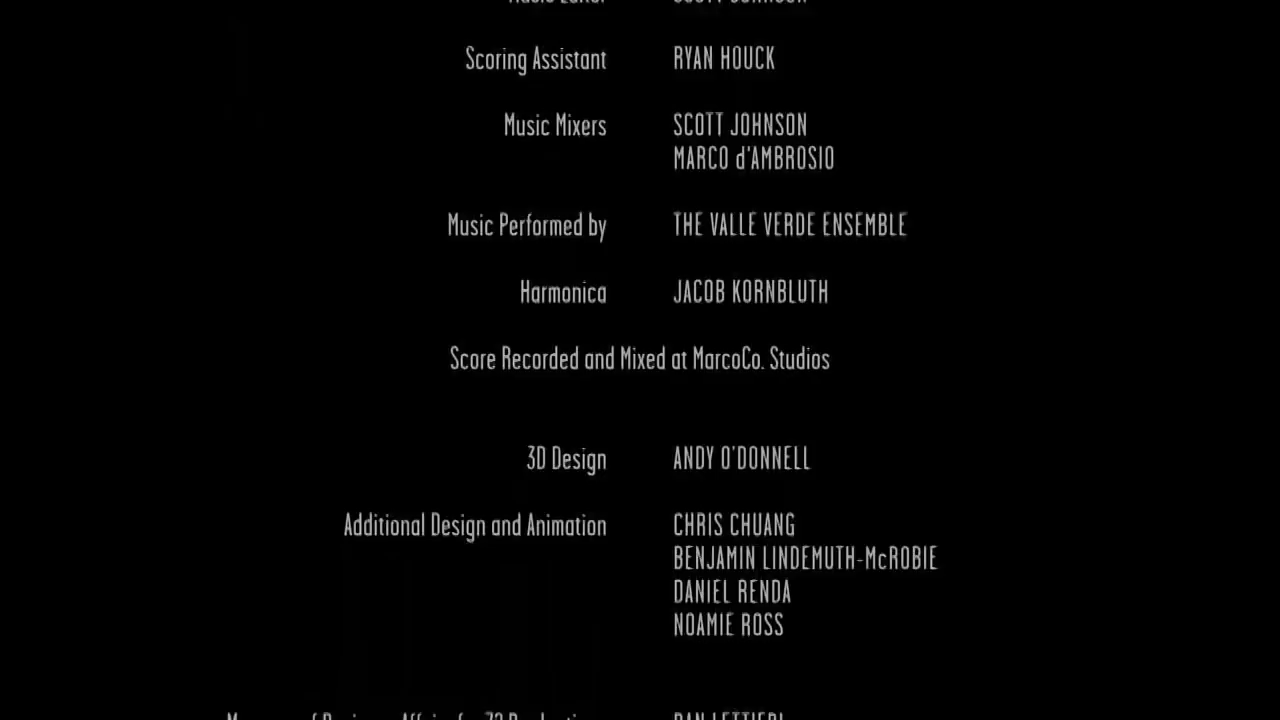 Scoring Assistant RYAN HOUCK
Music Mixers SCOTT JOHNSON
MARCO d'AMBROSIO
Music Performed by THE VALLE VERDE ENSEMBLE
Harmonica JACOB KORNBLUTH
Score Recorded and Mixed at MarcoCo. Studios
3D Design ANDY O'DONNELL
Additional Design and Animation CHRIS CHUANG
BENJAMIN LINDEMUTH-McROBIE
DANIEL RENDA
NOAMIE ROSS